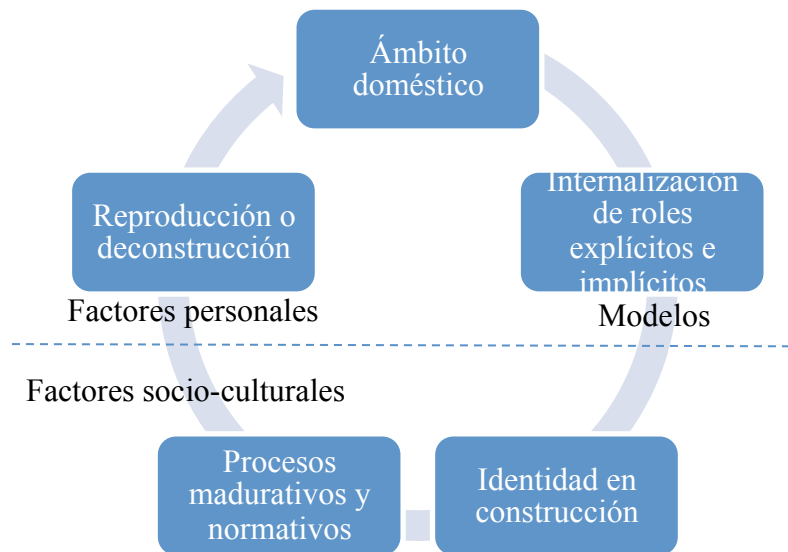 Ámbito
doméstico
Internalización
de roles
explícitos e
implícitos
Modelos
Reproducción o
deconstrucción
Factores personales
Factores socio-culturales
Identidad en
construcción
Procesos
madurativos y
normativos